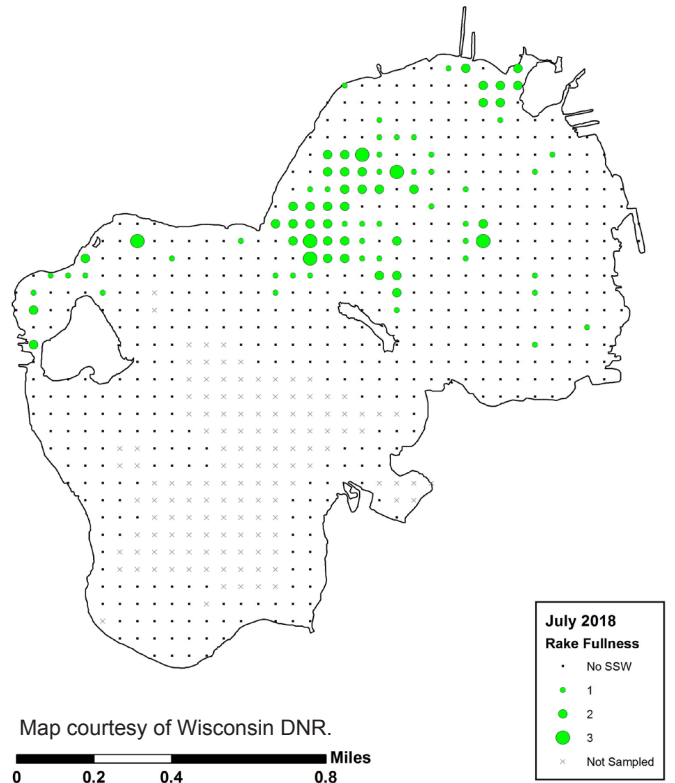 July 2018
Rake Fullness
No SSW
1
2
3
Not Sampled
Map courtesy of Wisconsin DNR.
Miles
0 0.2 0.4 0.8